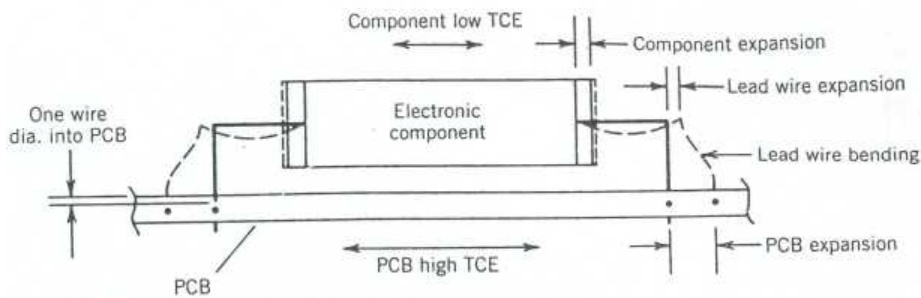 Component low TCE
Component expansion
Lead wire expansion
One wire
dia. into PCB
Electronic
component
Lead wire bending
PCB expansion
PCB high TCE
PCB